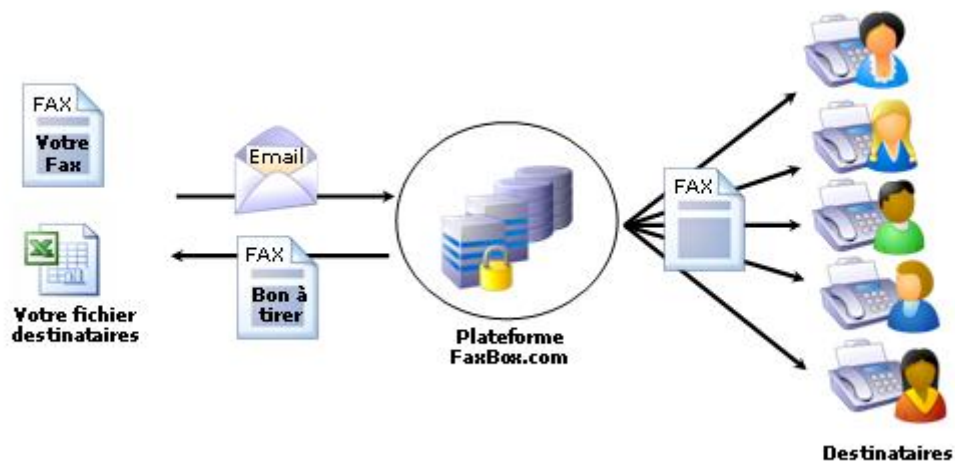 FAX
Votre
Fax
Votre fichier
destinataires
Email
FAX
Bon à
tirer
Plateforme
FaxBox.com
FAX
Destinataires